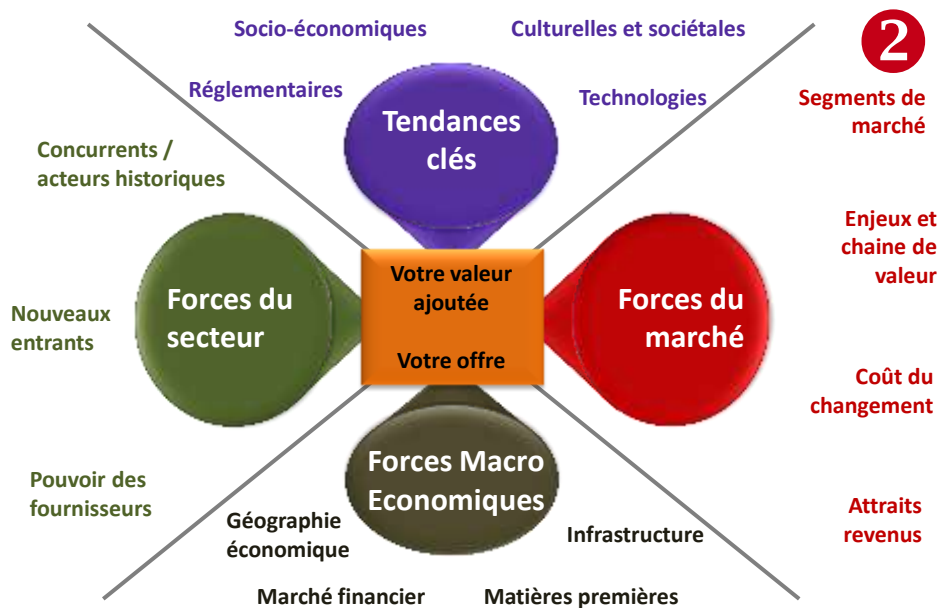 Socio-économiques
Culturelles et sociétales
2
Réglementaires
Technologies
Segments de
marché
Tendances
clés
Concurrents /
acteurs historiques
Enjeux et
chaine de
valeur
Votre valeur
ajoutée
Votre offre
Forces du
secteur
Forces du
marché
Nouveaux
entrants
Coût du
changement
Forces Macro
Economiques
Pouvoir des
fournisseurs
Géographie
économique
Infrastructure
Attraits
revenus
Marché financier
Matières premières